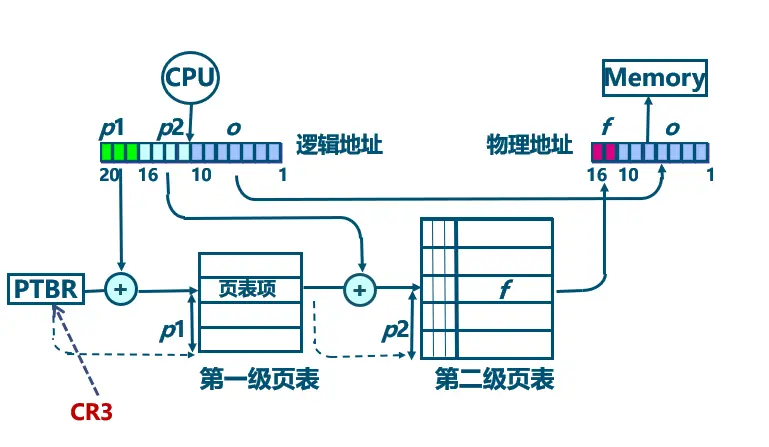 CPU
Memory
p1 p2 o
逻辑地址
物理地址
f o
20 16 10 1
16 10 1
PTBR
+
页表项
+
f
p1
p2
第一级页表
第二级页表
CR3